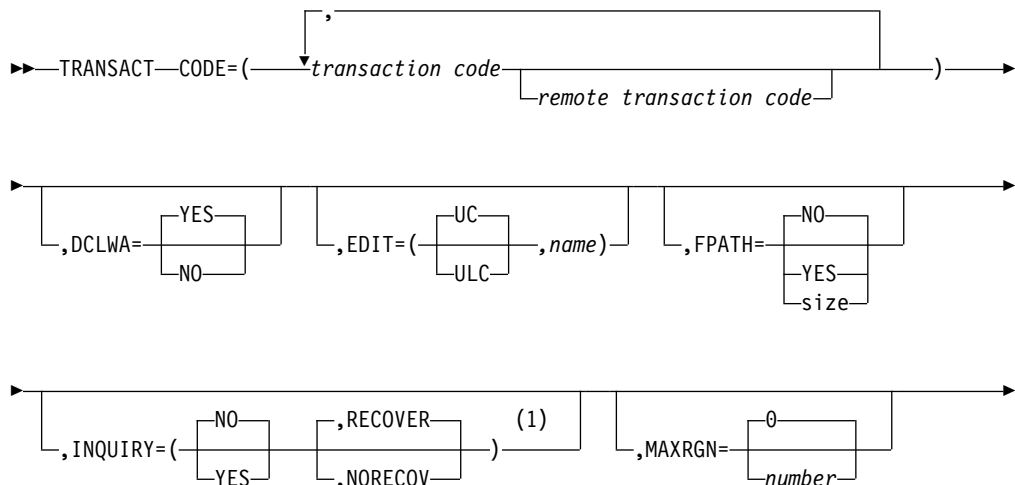 ,
TRANSACT CODE=( transaction code )
remote transaction code
YES UC NO
,DCLWA= ,EDIT=( ,name) ,FPATH=
NO ULC YES
size
NO ,RECOVER (1) 0
,INQUIRY=( ) ,MAXRGN=
YES ,NORECOV number